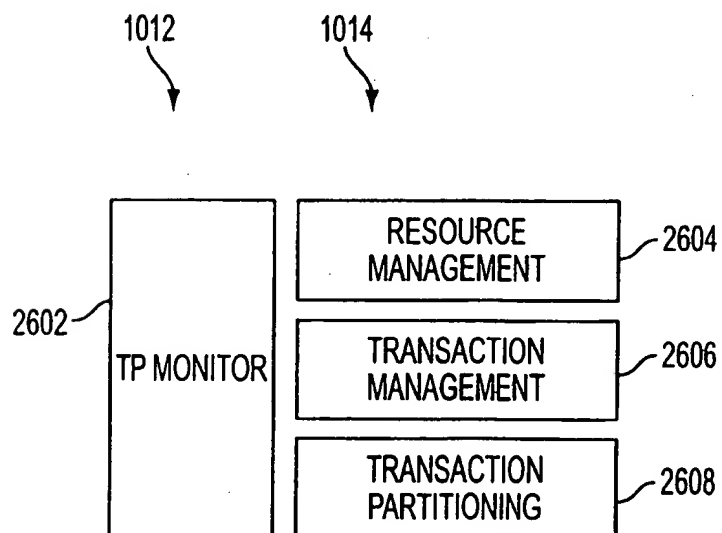 1012
1014
RESOURCE
MANAGEMENT
2604
2602
TP MONITOR
TRANSACTION
MANAGEMENT
2606
TRANSACTION
PARTITIONING
2608